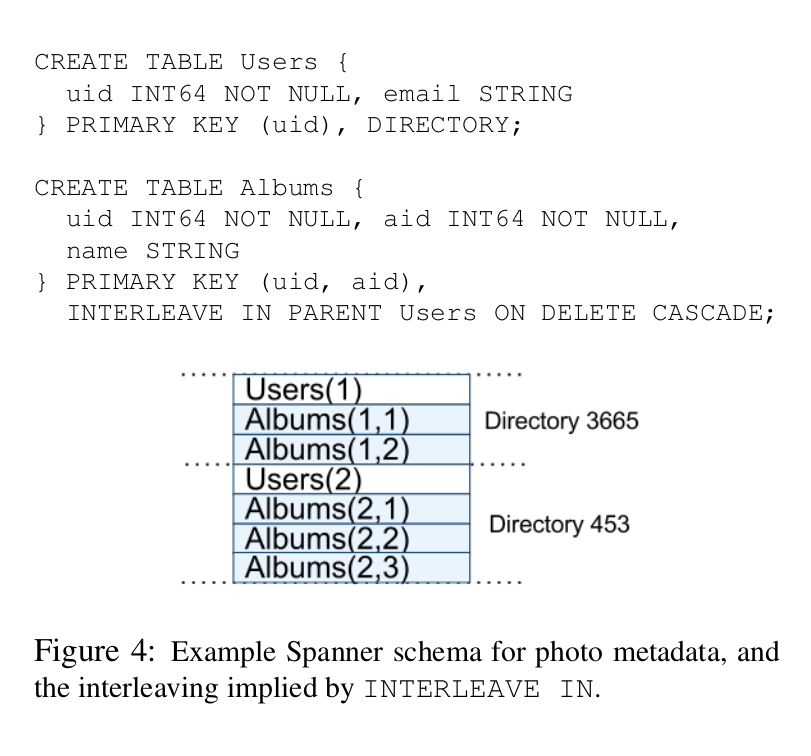 CREATE TABLE Users {
uid INT64 NOT NULL, email STRING
} PRIMARY KEY (uid), DIRECTORY;
CREATE TABLE Albums {
uid INT64 NOT NULL, aid INT64 NOT NULL,
name STRING
} PRIMARY KEY (uid, aid),
INTERLEAVE IN PARENT Users ON DELETE CASCADE;
Users(1)
Albums(1,1)
Albums(1,2)
Directory 3665
Users(2)
Albums(2,1)
Albums(2,2)
Albums(2,3)
Directory 453
Figure 4: Example Spanner schema for photo metadata, and
the interleaving implied by INTERLEAVE IN.